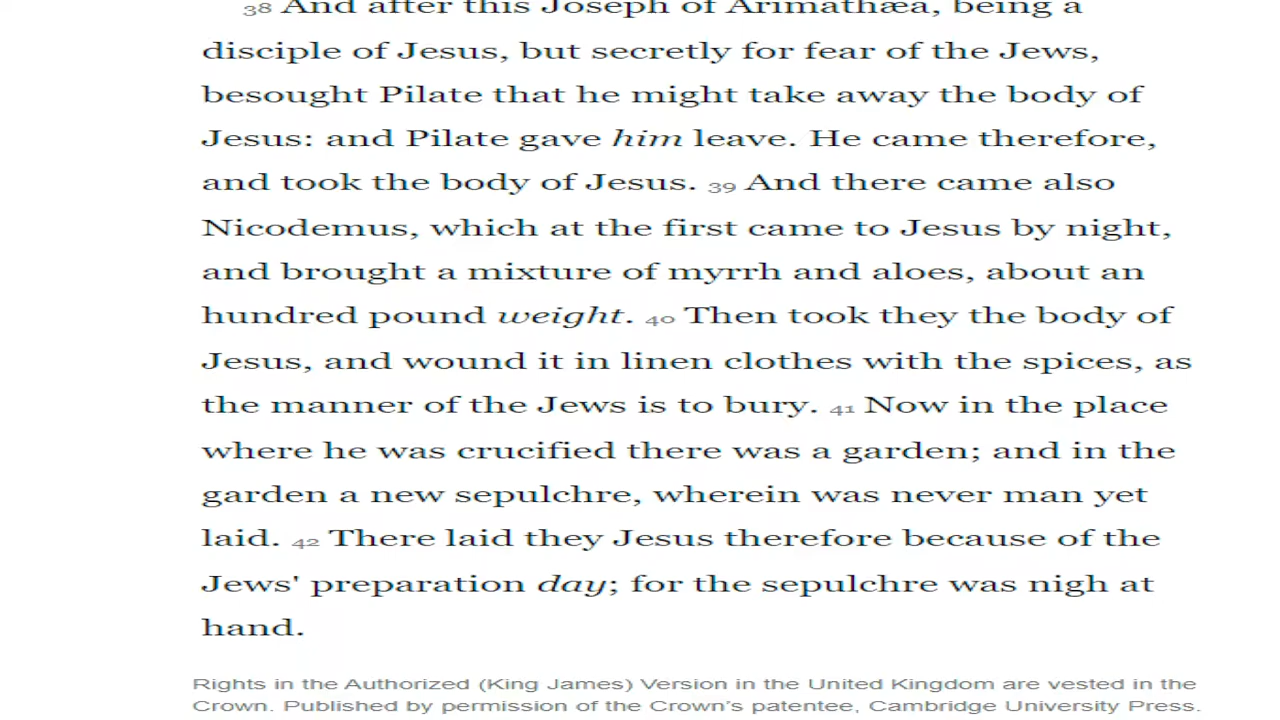 38 And after this Joseph of Arimathæa, being a
disciple of Jesus, but secretly for fear of the Jews,
besought Pilate that he might take away the body of
Jesus: and Pilate gave him leave. He came therefore,
and took the body of Jesus. 39 And there came also
Nicodemus, which at the first came to Jesus by night,
and brought a mixture of myrrh and aloes, about an
hundred pound weight. 40 Then took they the body of
Jesus, and wound it in linen clothes with the spices, as
the manner of the Jews is to bury. 41 Now in the place
where he was crucified there was a garden; and in the
garden a new sepulchre, wherein was never man yet
laid. 42 There laid they Jesus therefore because of the
Jews' preparation day; for the sepulchre was nigh at
hand.
Rights in the Authorized (King James) Version in the United Kingdom are vested in the
Crown. Published by permission of the Crown’s patentee, Cambridge University Press.